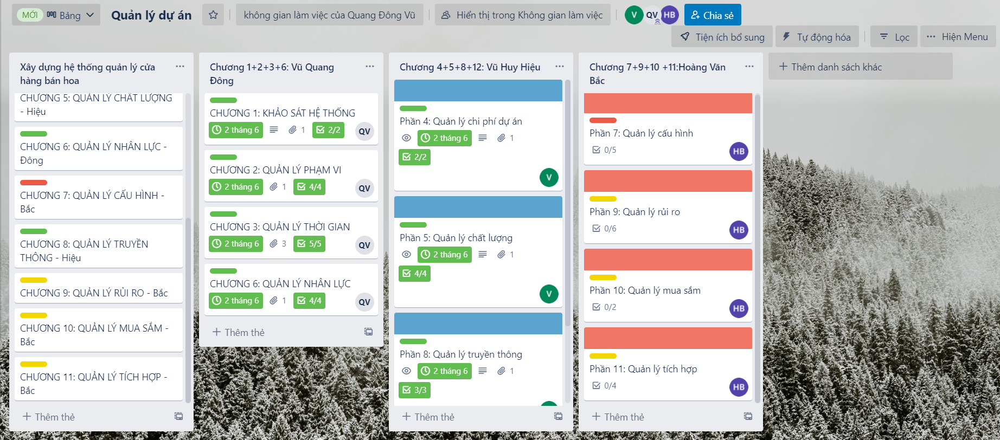 MỚI Bảng Quản lý dự án không gian làm việc của Quang Đông Vũ Hiển thị trong Không gian làm việc V QV HB Chia sẻ
Tiện ích bổ sung Tự động hóa Lọc Hiện Menu
Xây dựng hệ thống quản lý cửa
hàng bán hoa
CHƯƠNG 5: QUẢN LÝ CHẤT LƯỢNG
- Hiệu
CHƯƠNG 6: QUẢN LÝ NHÂN LỰC -
Đông
CHƯƠNG 7: QUẢN LÝ CẤU HÌNH -
Bắc
CHƯƠNG 8: QUẢN LÝ TRUYỀN
THÔNG - Hiệu
CHƯƠNG 9: QUẢN LÝ RỦI RO - Bắc
CHƯƠNG 10: QUẢN LÝ MUA SẮM -
Bắc
CHƯƠNG 11: QUẢN LÝ TÍCH HỢP -
Bắc
Thêm thẻ
Chương 1+2+3+6: Vũ Quang
Đông
CHƯƠNG 1: KHẢO SÁT HỆ THỐNG
2 tháng 6 1 2/2 QV
CHƯƠNG 2: QUẢN LÝ PHẠM VI
2 tháng 6 1 4/4 QV
CHƯƠNG 3: QUẢN LÝ THỜI GIAN
2 tháng 6 3 5/5 QV
CHƯƠNG 6: QUẢN LÝ NHÂN LỰC
2 tháng 6 1 4/4 QV
Thêm thẻ
Chương 4+5+8+12: Vũ Huy Hiệu
Phần 4: Quản lý chi phí dự án
2 tháng 6 1
2/2
V
Phần 5: Quản lý chất lượng
2 tháng 6 1
4/4
V
Phần 8: Quản lý truyền thông
2 tháng 6 1
3/3
Thêm thẻ
Chương 7+9+10 +11:Hoàng Văn
Bắc
Phần 7: Quản lý cấu hình
0/5 HB
Phần 9: Quản lý rủi ro
0/6 HB
Phần 10: Quản lý mua sắm
0/2 HB
Phần 11: Quản lý tích hợp
0/4 HB
Thêm thẻ
Thêm danh sách khác